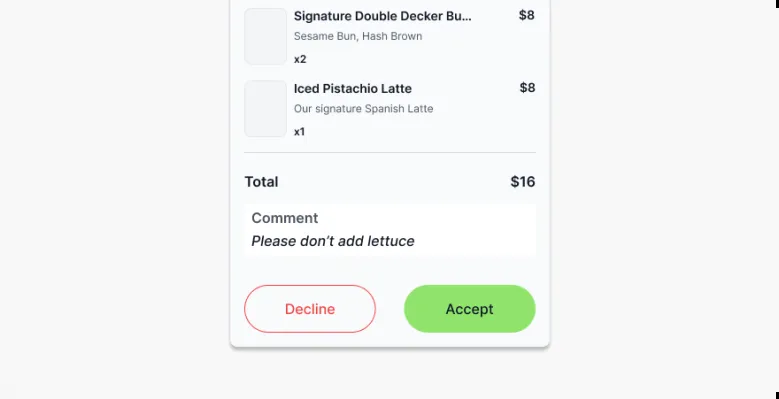 Signature Double Decker Bu... $8
Sesame Bun, Hash Brown
x2
Iced Pistachio Latte $8
Our signature Spanish Latte
x1
Total $16
Comment
Please don’t add lettuce
Decline Accept